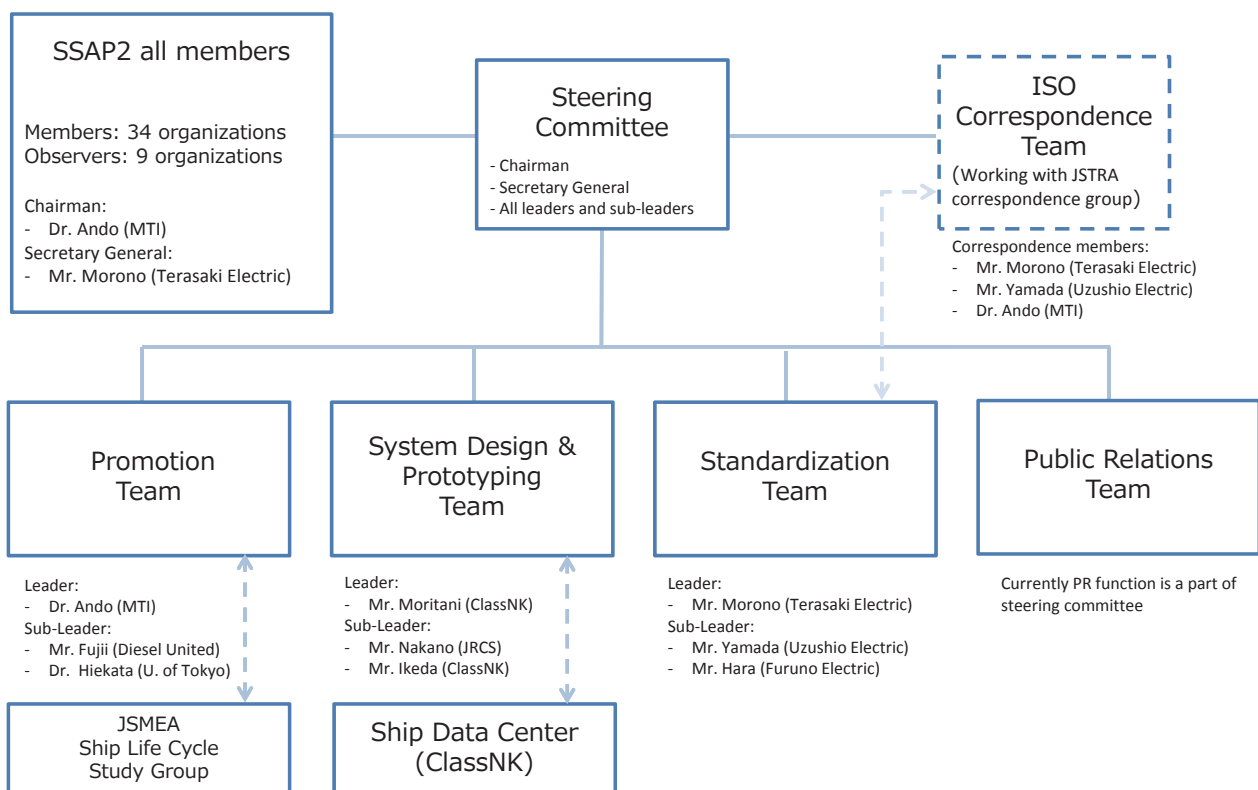 SSAP2 all members
Members: 34 organizations
Observers: 9 organizations
Chairman:
- Dr. Ando (MTI)
Secretary General:
- Mr. Morono (Terasaki Electric)
Steering
Committee
- Chairman
- Secretary General
- All leaders and sub-leaders
ISO
Correspondence
Team
(Working with JSTRA
correspondence group)
Correspondence members:
- Mr. Morono (Terasaki Electric)
- Mr. Yamada (Uzushio Electric)
- Dr. Ando (MTI)
Promotion
Team
Leader:
- Dr. Ando (MTI)
Sub-Leader:
- Mr. Fujii (Diesel United)
- Dr. Hiekata (U. of Tokyo)
JSMEA
Ship Life Cycle
Study Group
System Design &
Prototyping
Team
Leader:
- Mr. Moritani (ClassNK)
Sub-Leader:
- Mr. Nakano (JRCS)
- Mr. Ikeda (ClassNK)
Ship Data Center
(ClassNK)
Standardization
Team
Leader:
- Mr. Morono (Terasaki Electric)
Sub-Leader:
- Mr. Yamada (Uzushio Electric)
- Mr. Hara (Furuno Electric)
Public Relations
Team
Currently PR function is a part of
steering committee